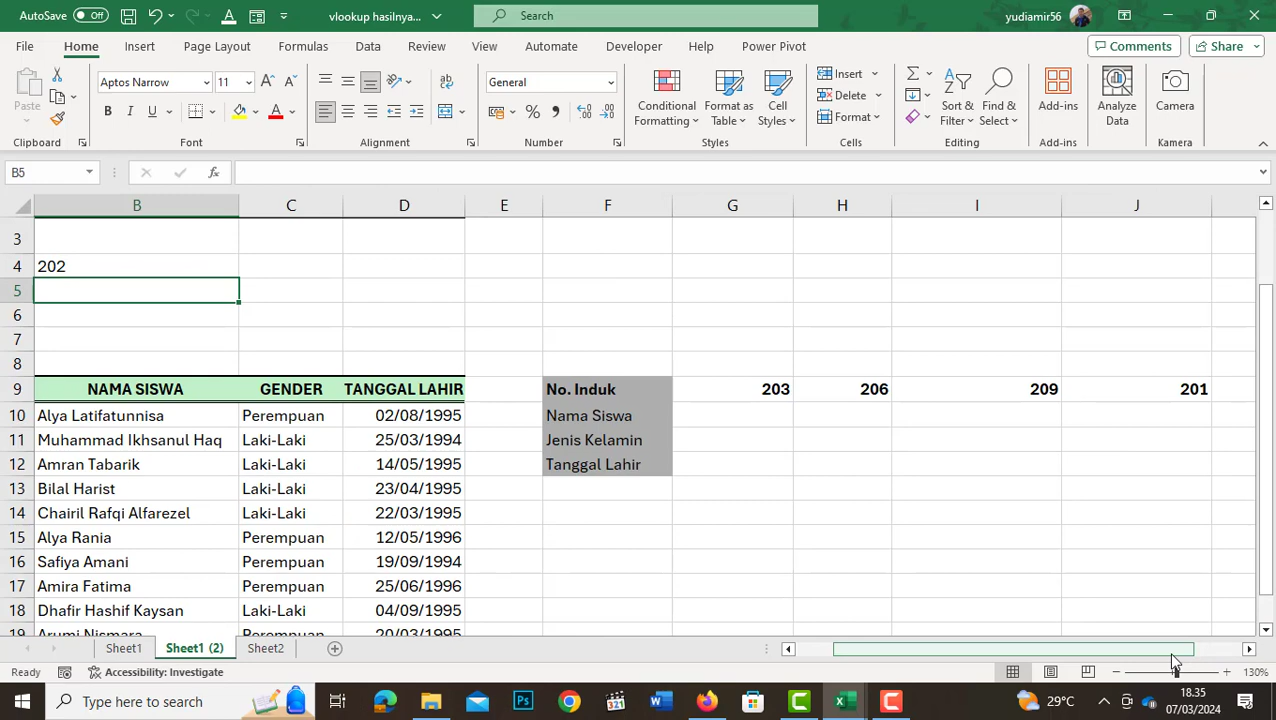 AutoSave Off vlookup hasilnya... Search yudiamir56
File Home Insert Page Layout Formulas Data Review View Automate Developer Help Power Pivot Comments Share
Paste Aptos Narrow 11 A A ab General Conditional Formatting Format as Table Cell Styles Insert Delete Format Sort & Filter Find & Select Add-ins Analyze Data Camera
B I U A % 9
Clipboard Font Alignment Number Styles Cells Editing Add-ins Kamera
B5 fx
B C D E F G H I J
3
4 202
5
6
7
8
9 NAMA SISWA GENDER TANGGAL LAHIR No. Induk 203 206 209 201
10 Alya Latifatunnisa Perempuan 02/08/1995 Nama Siswa
11 Muhammad Ikhsanul Haq Laki-Laki 25/03/1994 Jenis Kelamin
12 Amran Tabarik Laki-Laki 14/05/1995 Tanggal Lahir
13 Bilal Harist Laki-Laki 23/04/1995
14 Chairil Rafqi Alfarezel Laki-Laki 22/03/1995
15 Alya Rania Perempuan 12/05/1996
16 Safiya Amani Perempuan 19/09/1994
17 Amira Fatima Perempuan 25/06/1996
18 Dhafir Hashif Kaysan Laki-Laki 04/09/1995
19 Arumi Nismara Perempuan 20/03/1995
Sheet1 Sheet1 (2) Sheet2
Ready Accessibility: Investigate 130%
Type here to search 29°C 18.35
07/03/2024